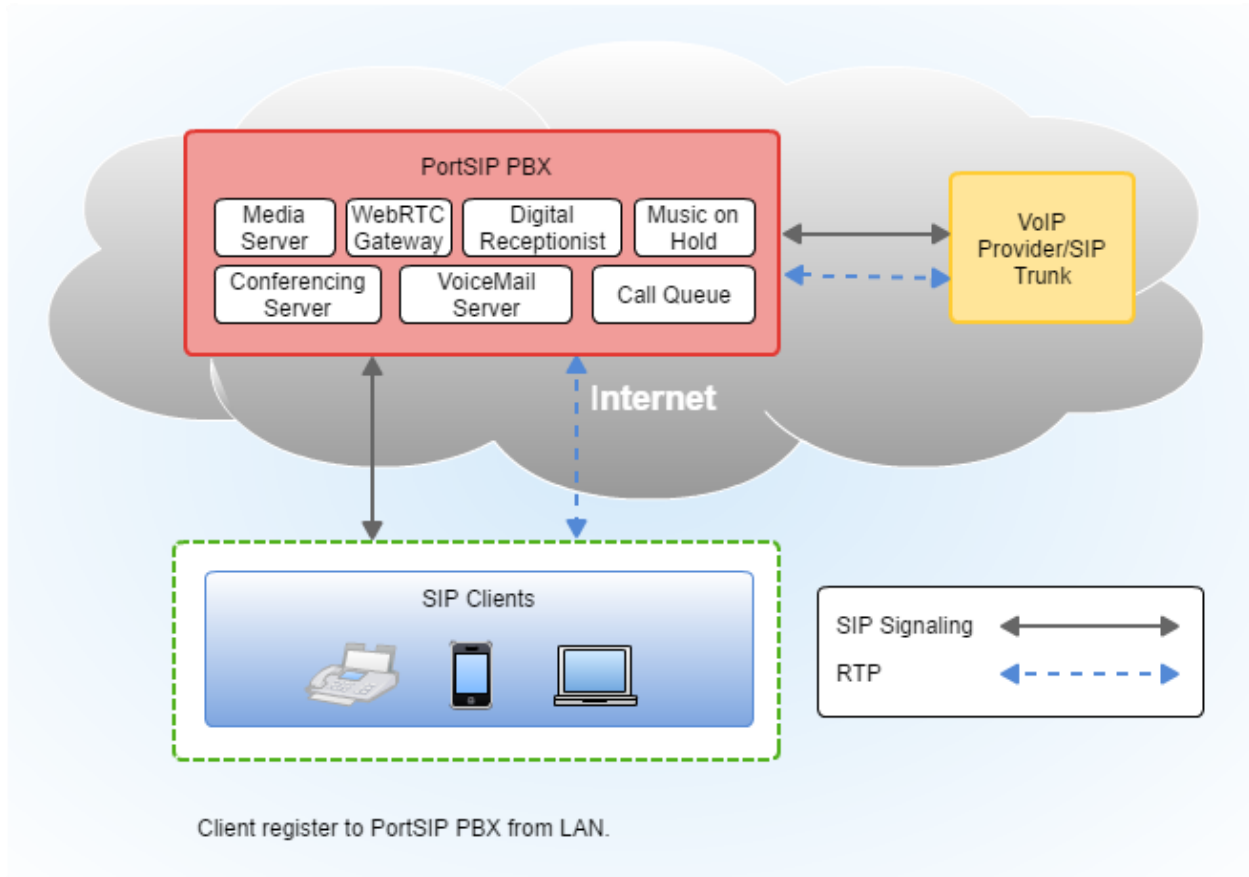 PortSIP PBX
Media
Server
WebRTC
Gateway
Digital
Receptionist
Music on
Hold
Conferencing
Server
VoiceMail
Server
Call Queue
VoIP
Provider/SIP
Trunk
Internet
SIP Clients
SIP Signaling
RTP
Client register to PortSIP PBX from LAN.